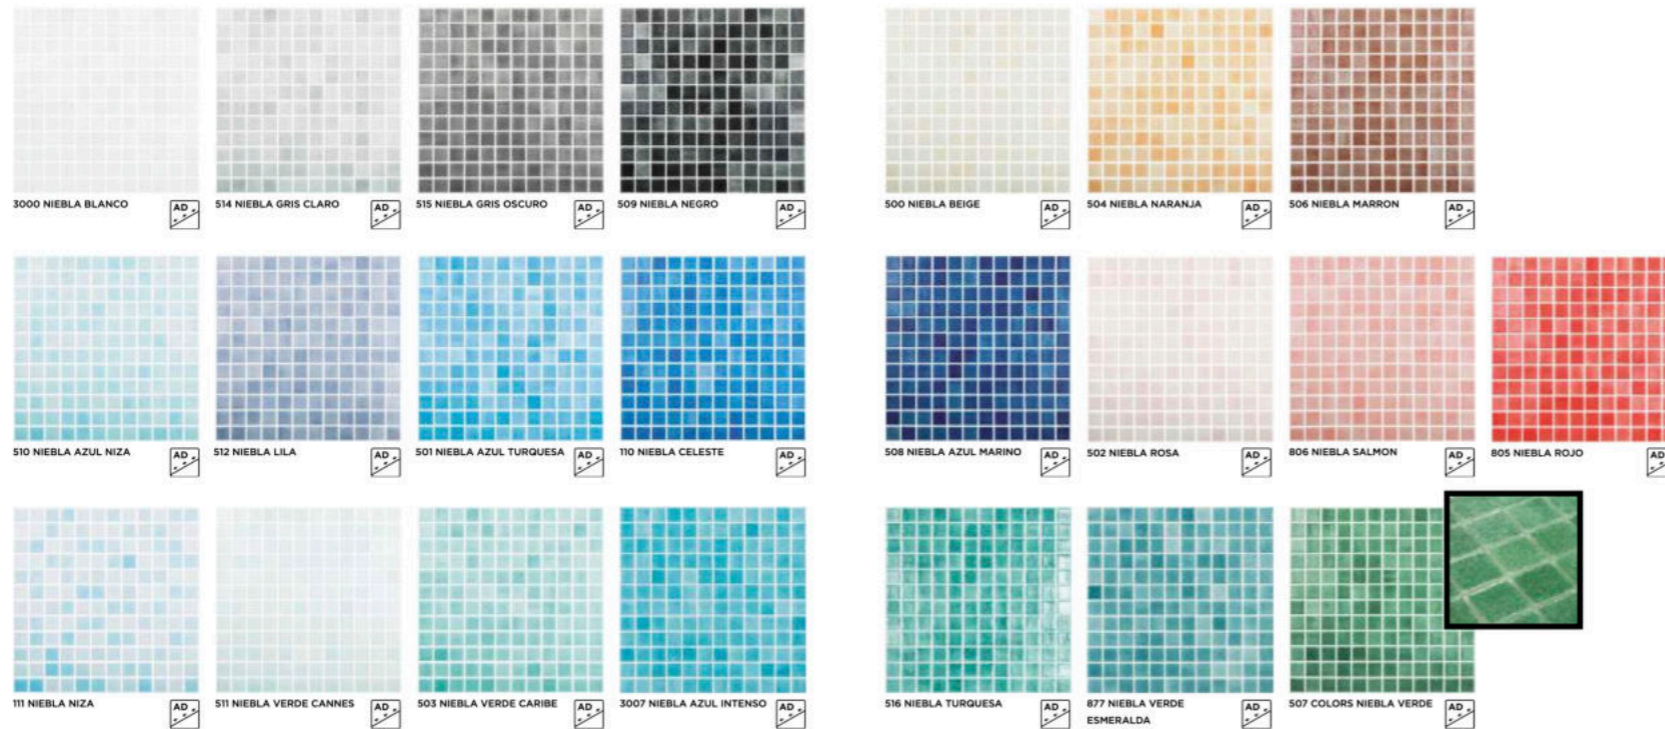 3000 NIEBLA BLANCO
AD
514 NIEBLA GRIS CLARO
AD
515 NIEBLA GRIS OSCURO
AD
509 NIEBLA NEGRO
AD
500 NIEBLA BEIGE
AD
504 NIEBLA NARANJA
AD
506 NIEBLA MARRON
AD
510 NIEBLA AZUL NIZA
AD
512 NIEBLA LILA
AD
501 NIEBLA AZUL TURQUESA
AD
110 NIEBLA CELESTE
AD
508 NIEBLA AZUL MARINO
AD
502 NIEBLA ROSA
AD
806 NIEBLA SALMON
AD
805 NIEBLA ROJO
AD
111 NIEBLA NIZA
AD
511 NIEBLA VERDE CANNES
AD
503 NIEBLA VERDE CARIBE
AD
3007 NIEBLA AZUL INTENSO
AD
516 NIEBLA TURQUESA
AD
877 NIEBLA VERDE
ESMERALDA
AD
507 COLORS NIEBLA VERDE
AD